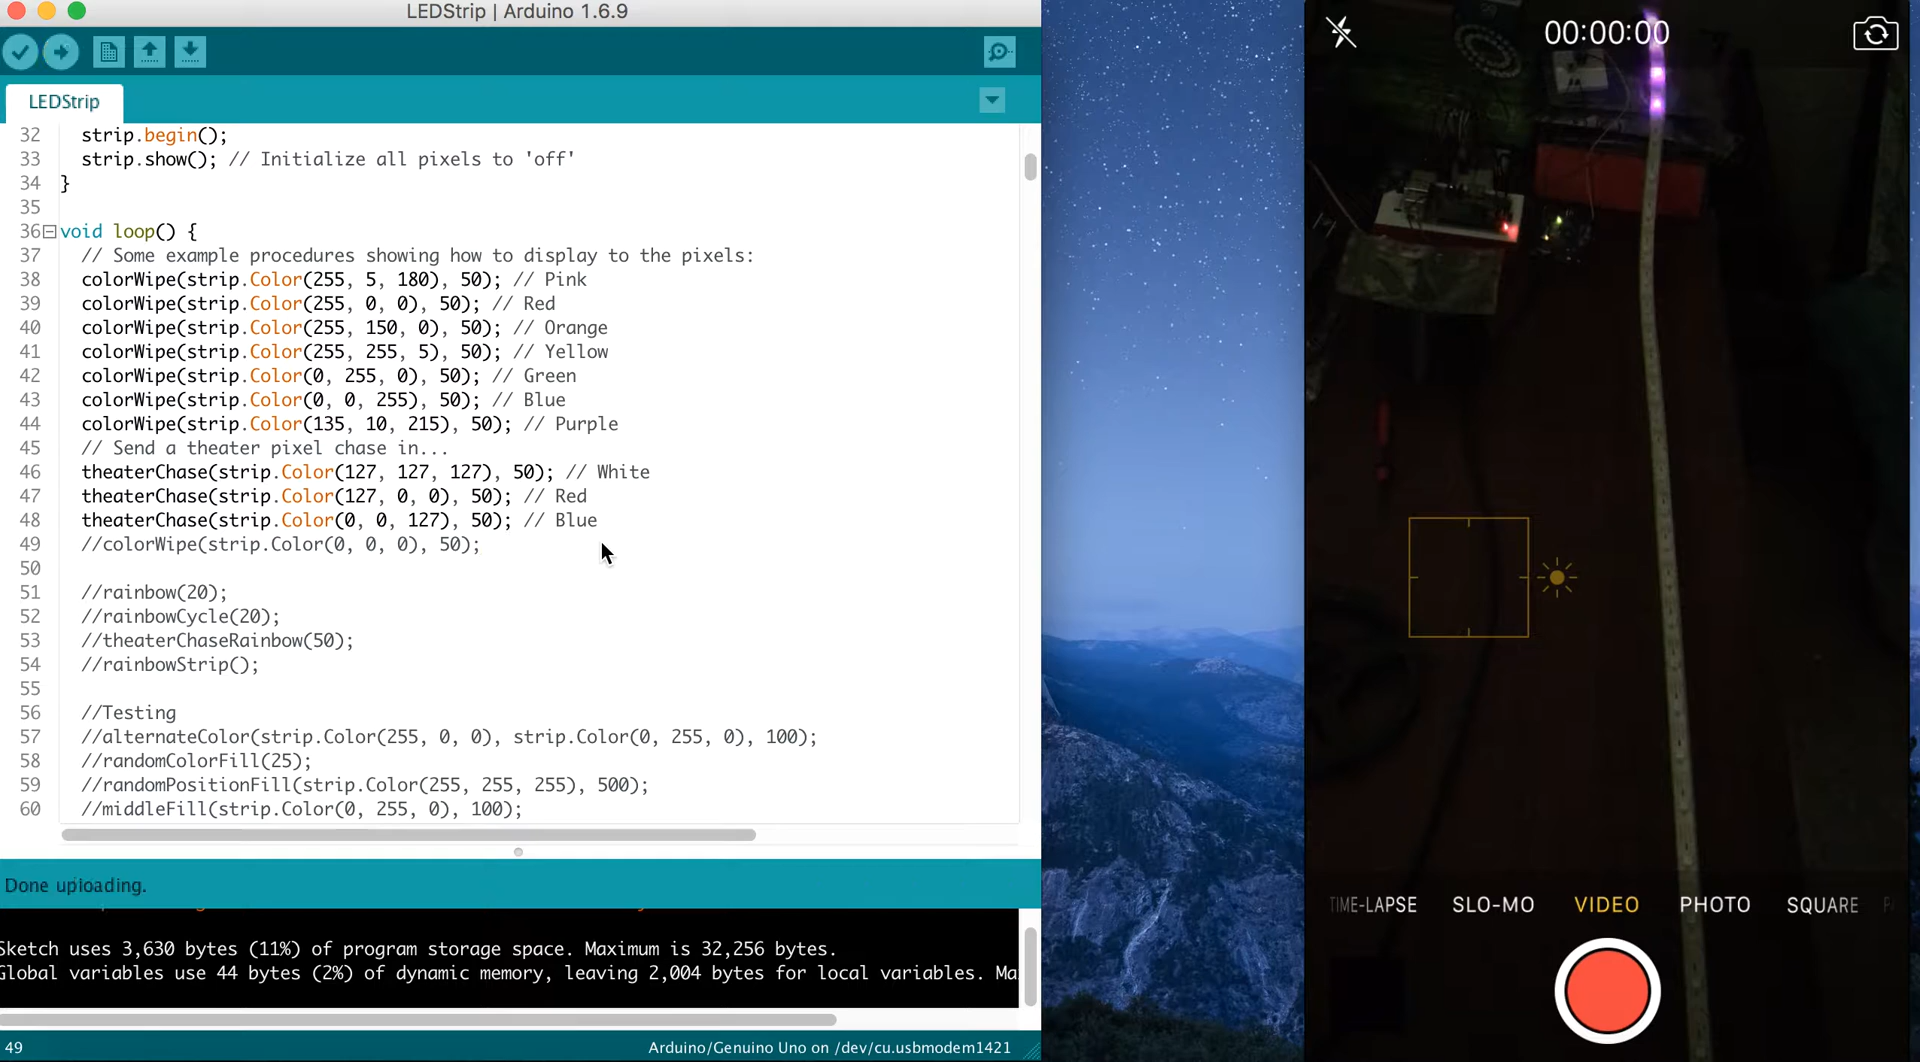 LEDStrip | Arduino 1.6.9
LEDStrip
32 strip.begin();
33 strip.show(); // Initialize all pixels to 'off'
34 }
35
36 void loop() {
37 // Some example procedures showing how to display to the pixels:
38 colorWipe(strip.Color(255, 5, 180), 50); // Pink
39 colorWipe(strip.Color(255, 0, 0), 50); // Red
40 colorWipe(strip.Color(255, 150, 0), 50); // Orange
41 colorWipe(strip.Color(255, 255, 5), 50); // Yellow
42 colorWipe(strip.Color(0, 255, 0), 50); // Green
43 colorWipe(strip.Color(0, 0, 255), 50); // Blue
44 colorWipe(strip.Color(135, 10, 215), 50); // Purple
45 // Send a theater pixel chase in...
46 theaterChase(strip.Color(127, 127, 127), 50); // White
47 theaterChase(strip.Color(127, 0, 0), 50); // Red
48 theaterChase(strip.Color(0, 0, 127), 50); // Blue
49 //colorWipe(strip.Color(0, 0, 0), 50);
50
51 //rainbow(20);
52 //rainbowCycle(20);
53 //theaterChaseRainbow(50);
54 //rainbowStrip();
55
56 //Testing
57 //alternateColor(strip.Color(255, 0, 0), strip.Color(0, 255, 0), 100);
58 //randomColorFill(25);
59 //randomPositionFill(strip.Color(255, 255, 255), 500);
60 //middleFill(strip.Color(0, 255, 0), 100);
Done uploading.
Sketch uses 3,630 bytes (11%) of program storage space. Maximum is 32,256 bytes.
Global variables use 44 bytes (2%) of dynamic memory, leaving 2,004 bytes for local variables. Ma
49
Arduino/Genuino Uno on /dev/cu.usbmodem1421
00:00:00
TIME-LAPSE SLO-MO VIDEO PHOTO SQUARE